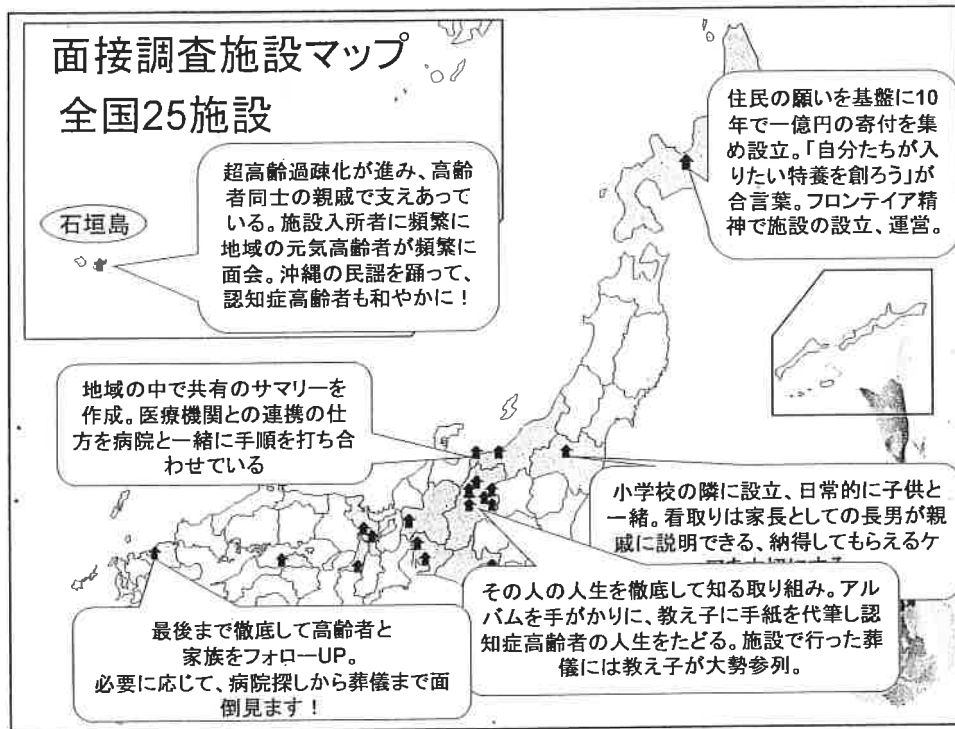 面接調査施設マップ
全国25施設
超高齢過疎化が進み、高齢
者同士の親戚で支えあって
いる。施設入所者に頻繁に
地域の元気高齢者が頻繁に
面会。沖縄の民謡を踊って、
認知症高齢者も和やかに！
石垣島
住民の願いを基盤に10
年で一億円の寄付を集
め設立。「自分たちが入
りたい特養を創ろう」が
合言葉。フロンテイア精
神で施設の設立、運営。
地域の中で共有のサマリーを
作成。医療機関との連携の仕
方を病院と一緒に手順を打ち合
わせている
小学校の隣に設立、日常的に子供と
一緒。看取りは家長としての長男が親
戚に説明できる、納得してもらえるケ
その人の人生を徹底して知る取り組み。アル
バムを手がかりに、教え子に手紙を代筆し認
知症高齢者の人生をたどる。施設で行った葬
儀には教え子が大勢参列。
最後まで徹底して高齢者と
家族をフォローUP。
必要に応じて、病院探しから葬儀まで面
倒見ます！